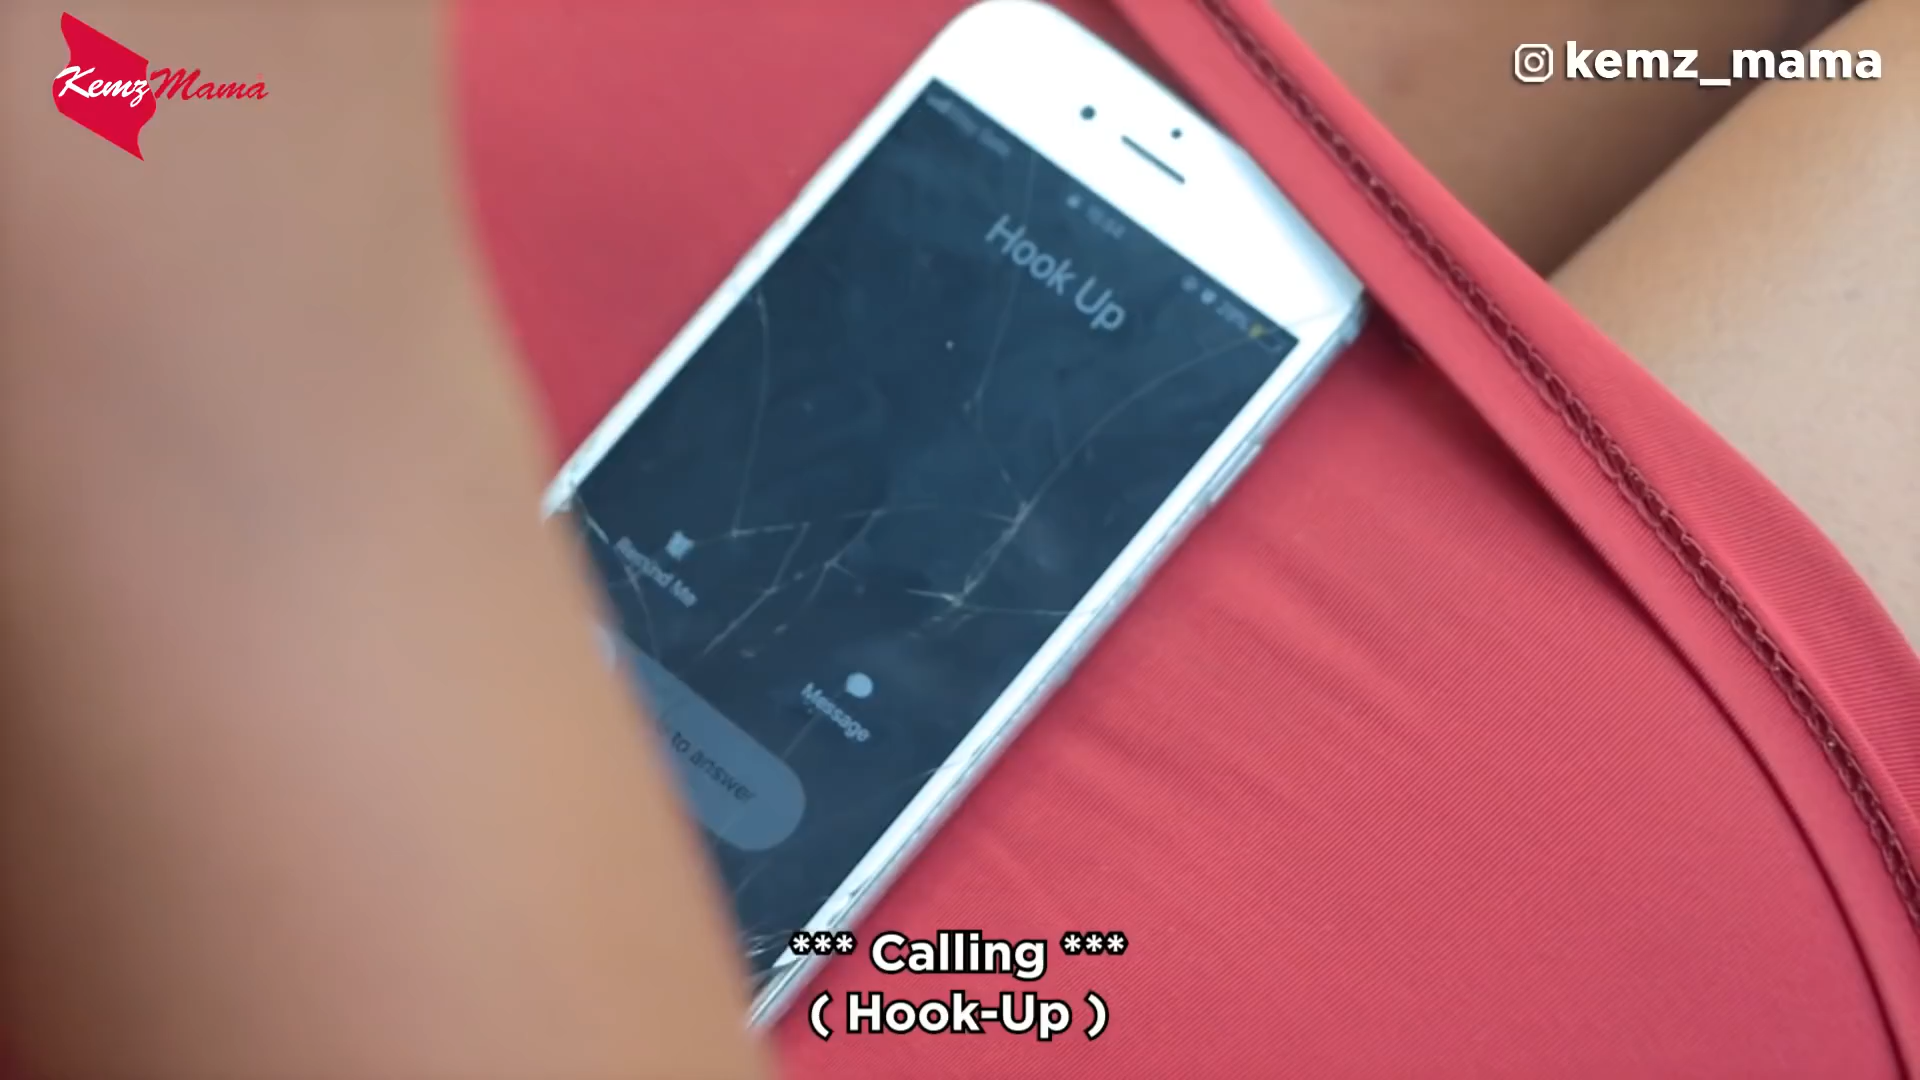 KemzMama
kemz_mama
Hook Up
Remind Me
Message
to answer
*** Calling ***
( Hook-Up )